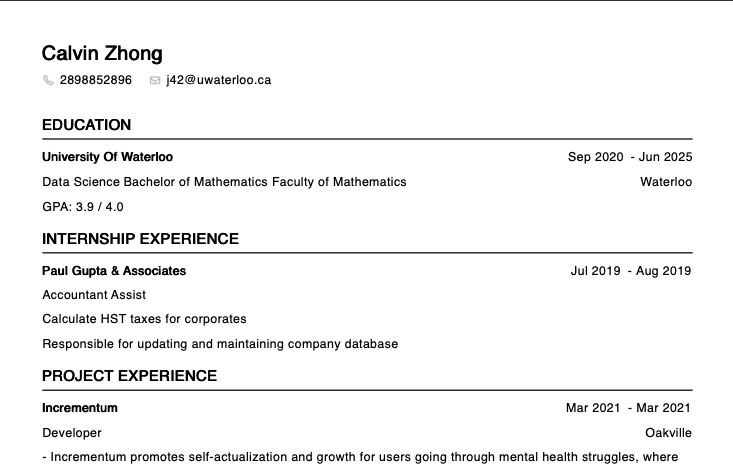 Calvin Zhong
2898852896 j42@uwaterloo.ca
EDUCATION
University Of Waterloo Sep 2020 - Jun 2025
Data Science Bachelor of Mathematics Faculty of Mathematics Waterloo
GPA: 3.9 / 4.0
INTERNSHIP EXPERIENCE
Paul Gupta & Associates Jul 2019 - Aug 2019
Accountant Assist
Calculate HST taxes for corporates
Responsible for updating and maintaining company database
PROJECT EXPERIENCE
Incrementum Mar 2021 - Mar 2021
Developer Oakville
- Incrementum promotes self-actualization and growth for users going through mental health struggles, where